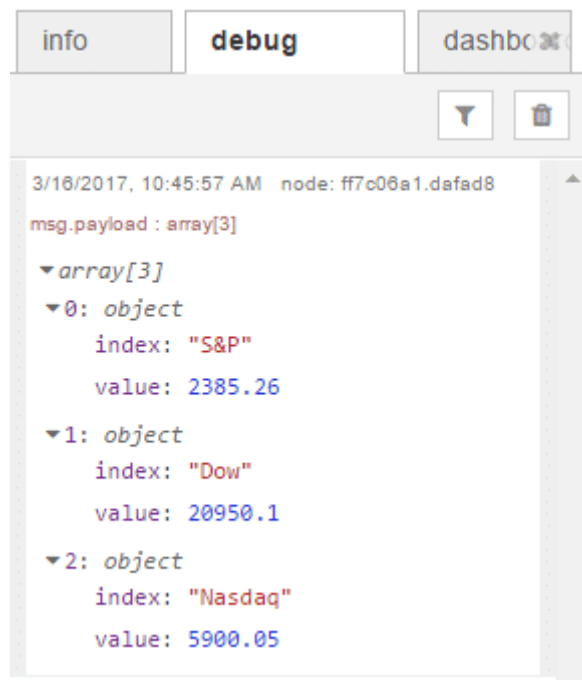 info debug dashbo
3/16/2017, 10:45:57 AM node: ff7c06a1.dafad8
msg.payload : array[3]
array[3]
0: object
index: "S&P"
value: 2385.26
1: object
index: "Dow"
value: 20950.1
2: object
index: "Nasdaq"
value: 5900.05